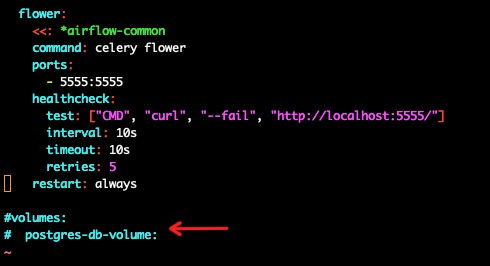 flower:
<<: *airflow-common
command: celery flower
ports:
- 5555:5555
healthcheck:
test: ["CMD", "curl", "--fail", "http://localhost:5555/"]
interval: 10s
timeout: 10s
retries: 5
restart: always
#volumes:
#  postgres-db-volume:
~